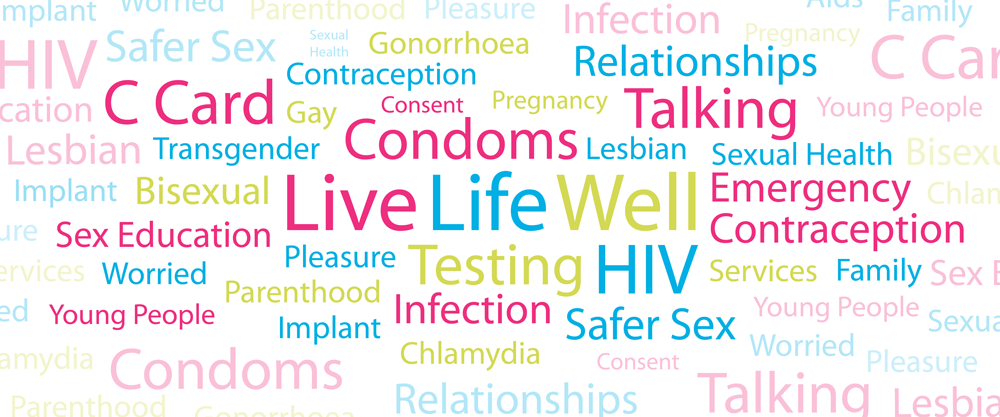 mplant
Worried
Parenthood
Pleasure
Infection
Aids
Family
HIV
Safer Sex
Sexual
Health
Gonorrhoea
Pregnancy
Relationships
C Car
Contraception
cation
C Card
Gay
Consent
Pregnancy
Talking
Young People
Lesbian
Transgender
Condoms
Lesbian
Sexual Health
Bisexu
Implant
Bisexual
Live Life Well
Emergency
Contraception
Chlam
ure
Sex Education
Pleasure
Testing
HIV
Services
Family
Sex E
ervices
Worried
Parenthood
Infection
Young People
ed
Young People
Implant
Safer Sex
Sexua
lamydia
Condoms
Chlamydia
Consent
Worried
Pleasure
Parenthood
Gonorrhoea
Relationships
Talking
Lesbia